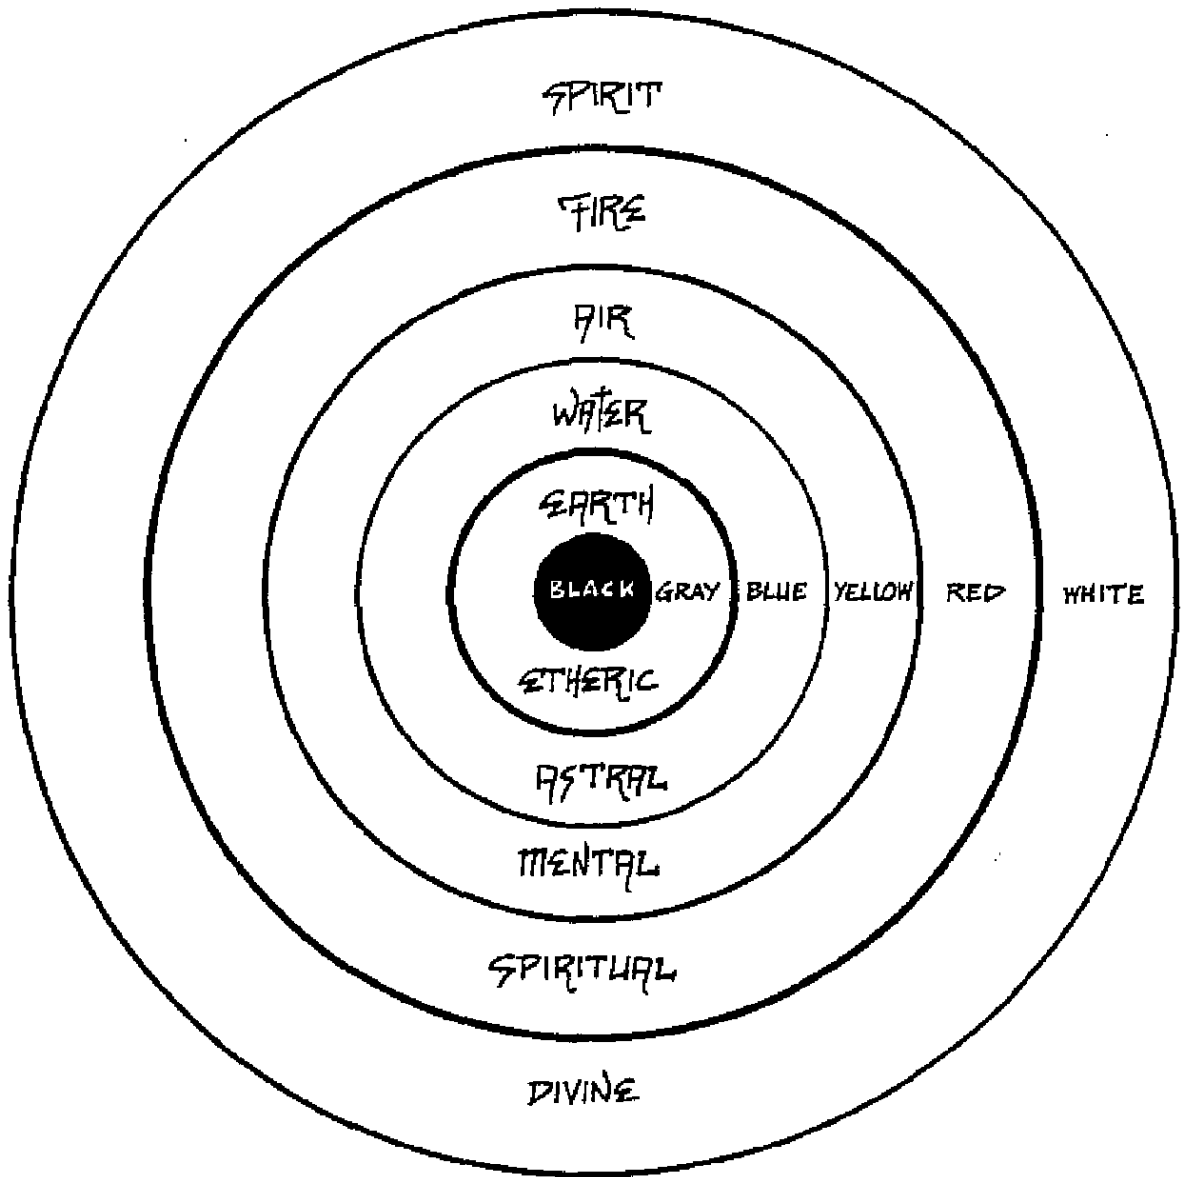 SPIRIT
FIRE
AIR
WATER
EARTH
BLACK GRAY BLUE YELLOW RED WHITE
ETHERIC
ASTRAL
MENTAL
SPIRITUAL
DIVINE